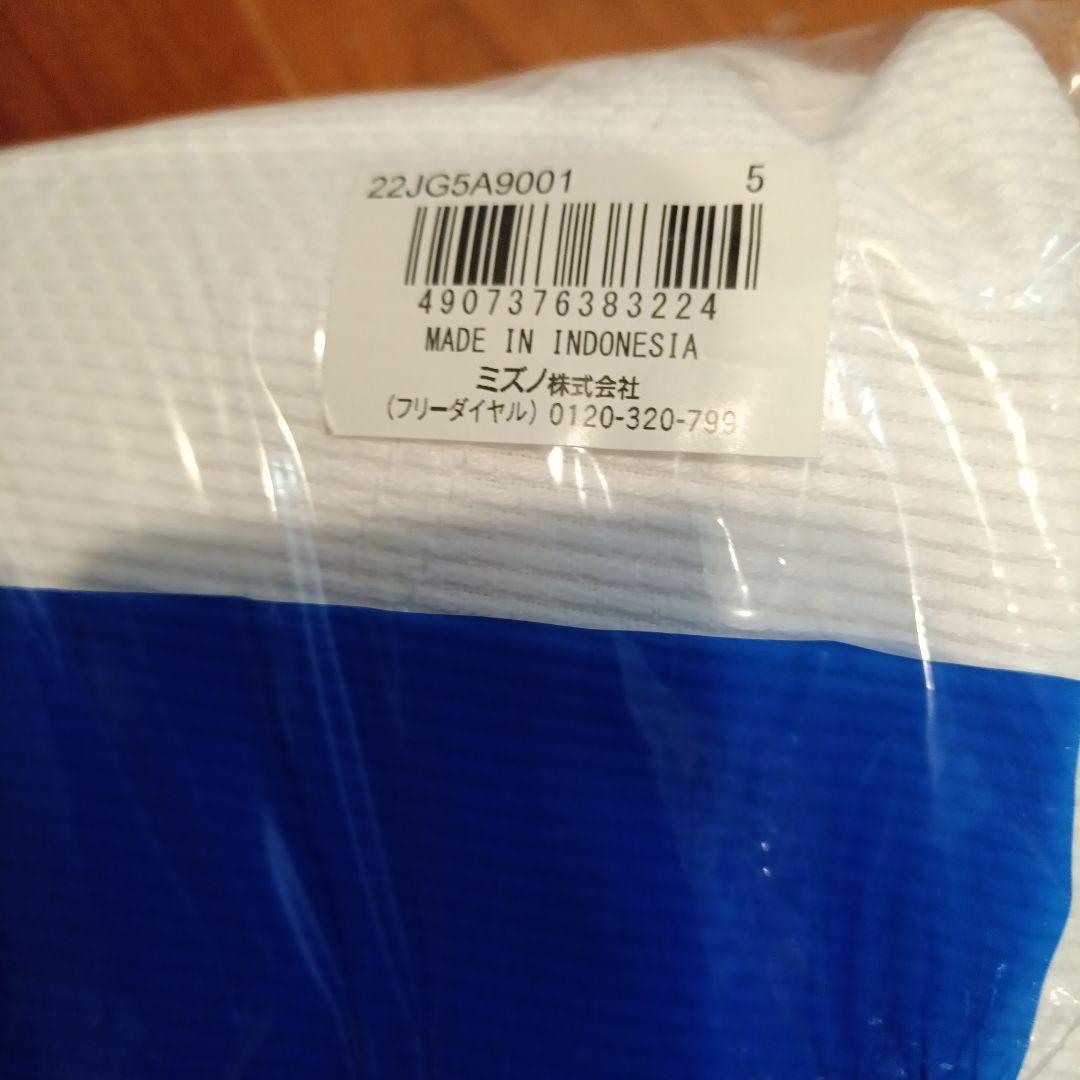 22JG5A9001 5
4907376383224
MADE IN INDONESIA
ミズノ株式会社
(フリーダイヤル) 0120-320-799